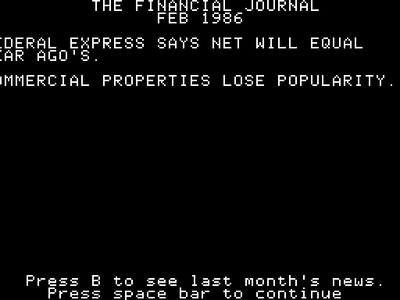 THE FINANCIAL JOURNAL
FEB 1986
EDERAL EXPRESS SAYS NET WILL EQUAL
EAR AGO'S.
OMMERCIAL PROPERTIES LOSE POPULARITY.
Press B to see last month's news.
Press space bar to continue